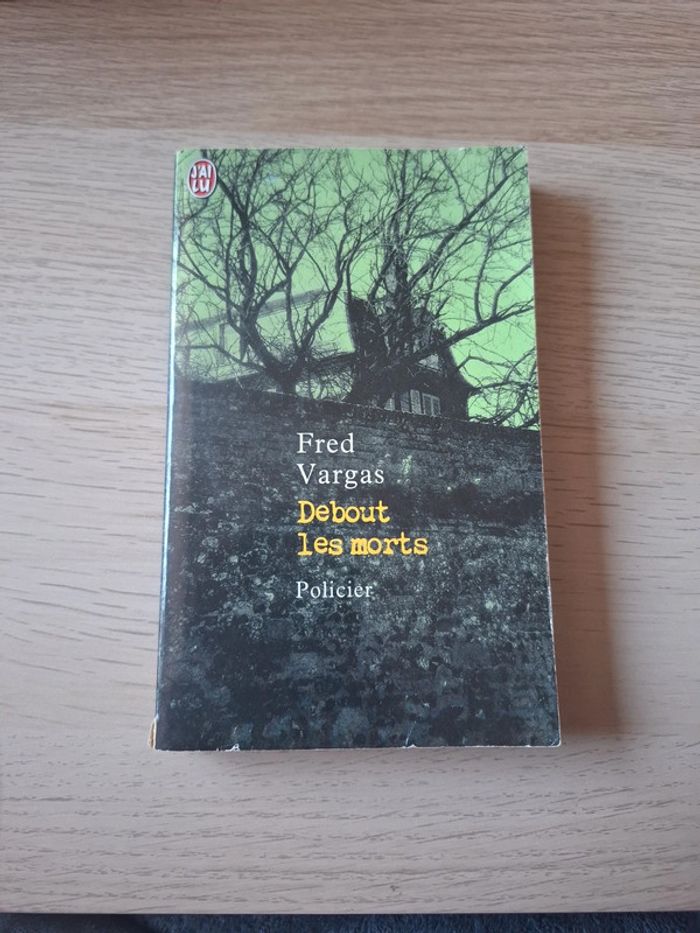 J'AI
LU
Fred
Vargas
Debout
les morts
Policier